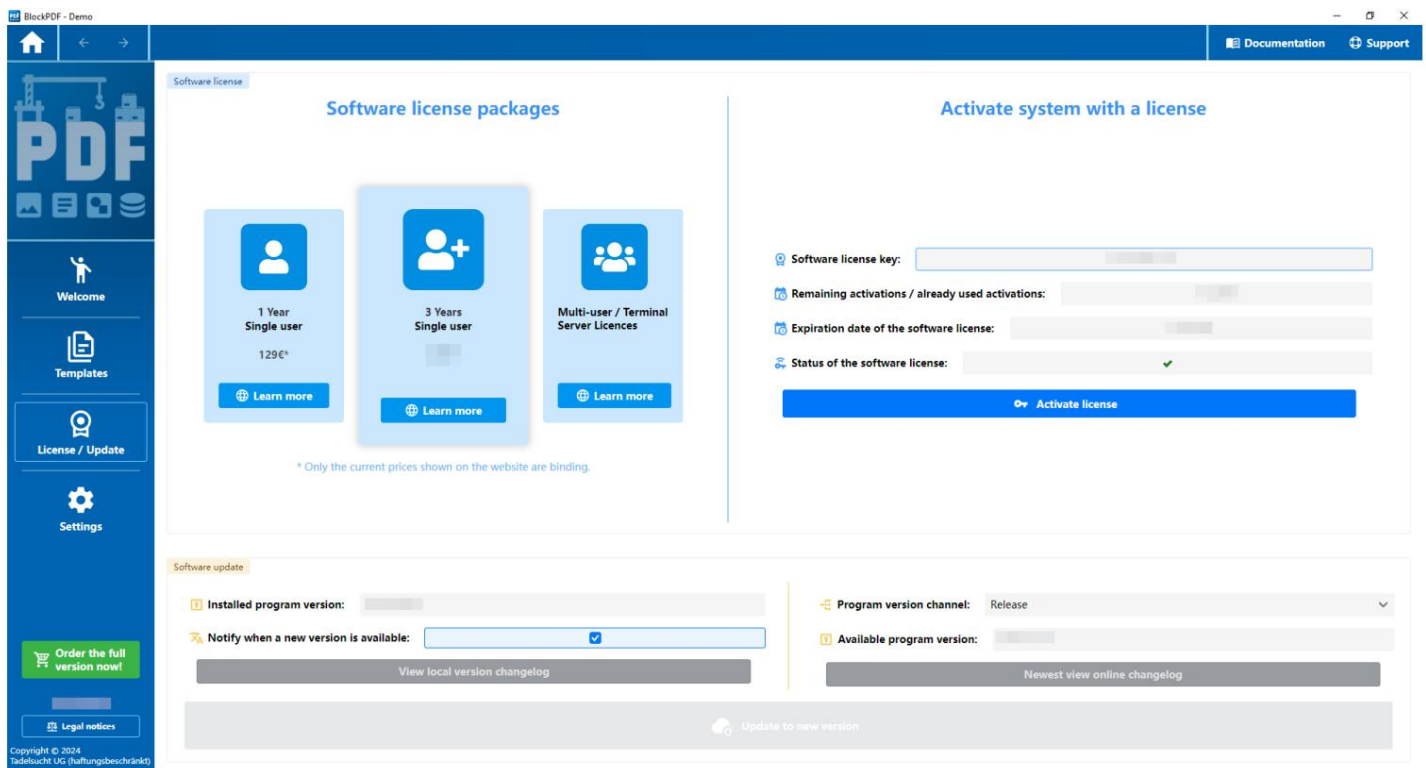 BlockPDF - Demo
Documentation
Support
PDF
Welcome
Templates
License / Update
Settings
Order the full
version now!
Legal notices
Copyright © 2024
Tadelsucht UG (haftungsbeschränkt)
Software license
Software license packages
1 Year
Single user
129€*
Learn more
3 Years
Single user
Learn more
Multi-user / Terminal
Server Licences
Learn more
* Only the current prices shown on the website are binding.
Activate system with a license
Software license key:
Remaining activations / already used activations:
Expiration date of the software license:
Status of the software license:
Activate license
Software update
Installed program version:
Notify when a new version is available:
View local version changelog
Program version channel: Release
Available program version:
Newest view online changelog
Update to new version